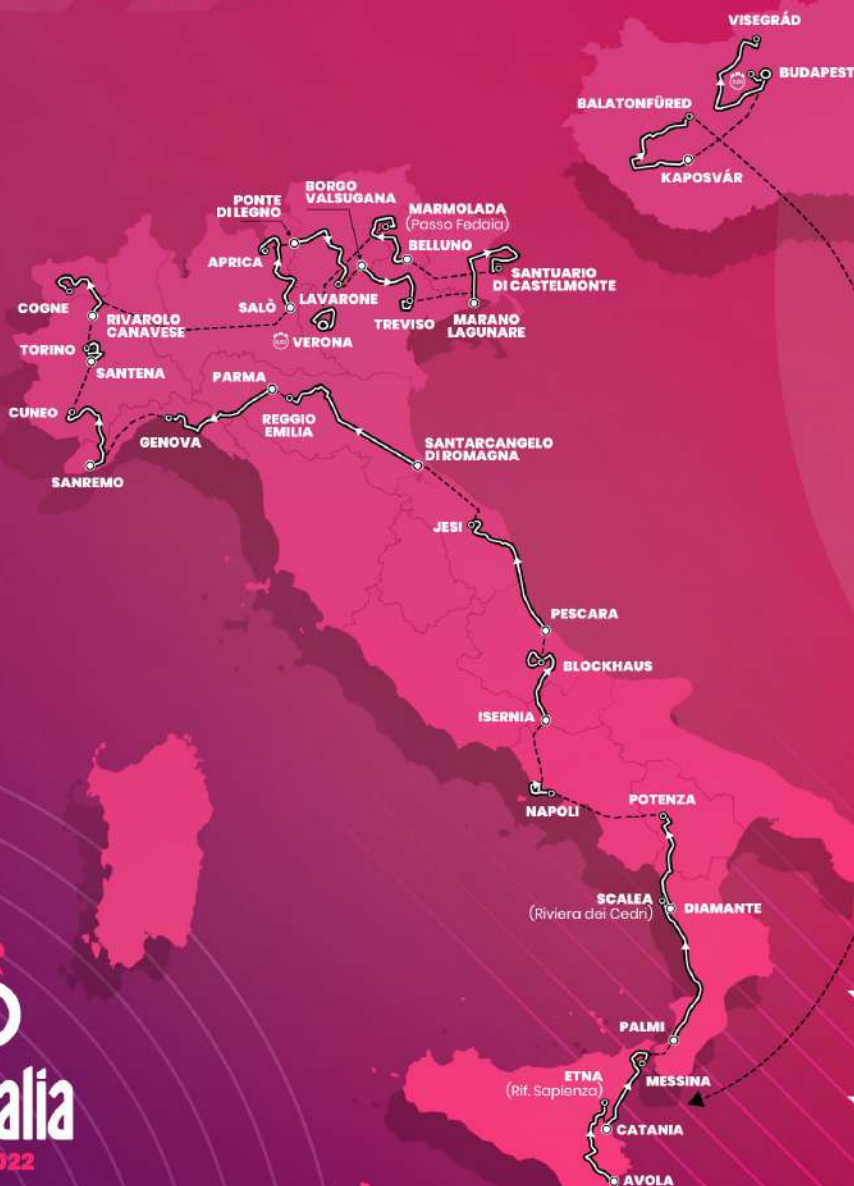 VISEGRÁD
BUDAPEST
BALATONFÜRED
KAPOSVÁR
BORGO
VALSUGANA
PONTE
DI LEGNO
MARMOLADA
(Passo Fedaia)
BELLUNO
APRICA
SANTUARIO
DI CASTELMONTE
COGNE
SALÒ
LAVARONE
RIVAROLO
CANAVESE
TREVISO
MARANO
LAGUNARE
VERONA
TORINO
SANTENA
PARMA
CUNEO
REGGIO
EMILIA
GENOVA
SANTARCANGELO
DI ROMAGNA
SANREMO
JESI
PESCARA
BLOCKHAUS
ISERNIA
NAPOLI
POTENZA
SCALEA
(Riviera dei Cedri)
DIAMANTE
PALMI
ETNA
(Rif. Sapienza)
MESSINA
CATANIA
AVOLA
alia
022